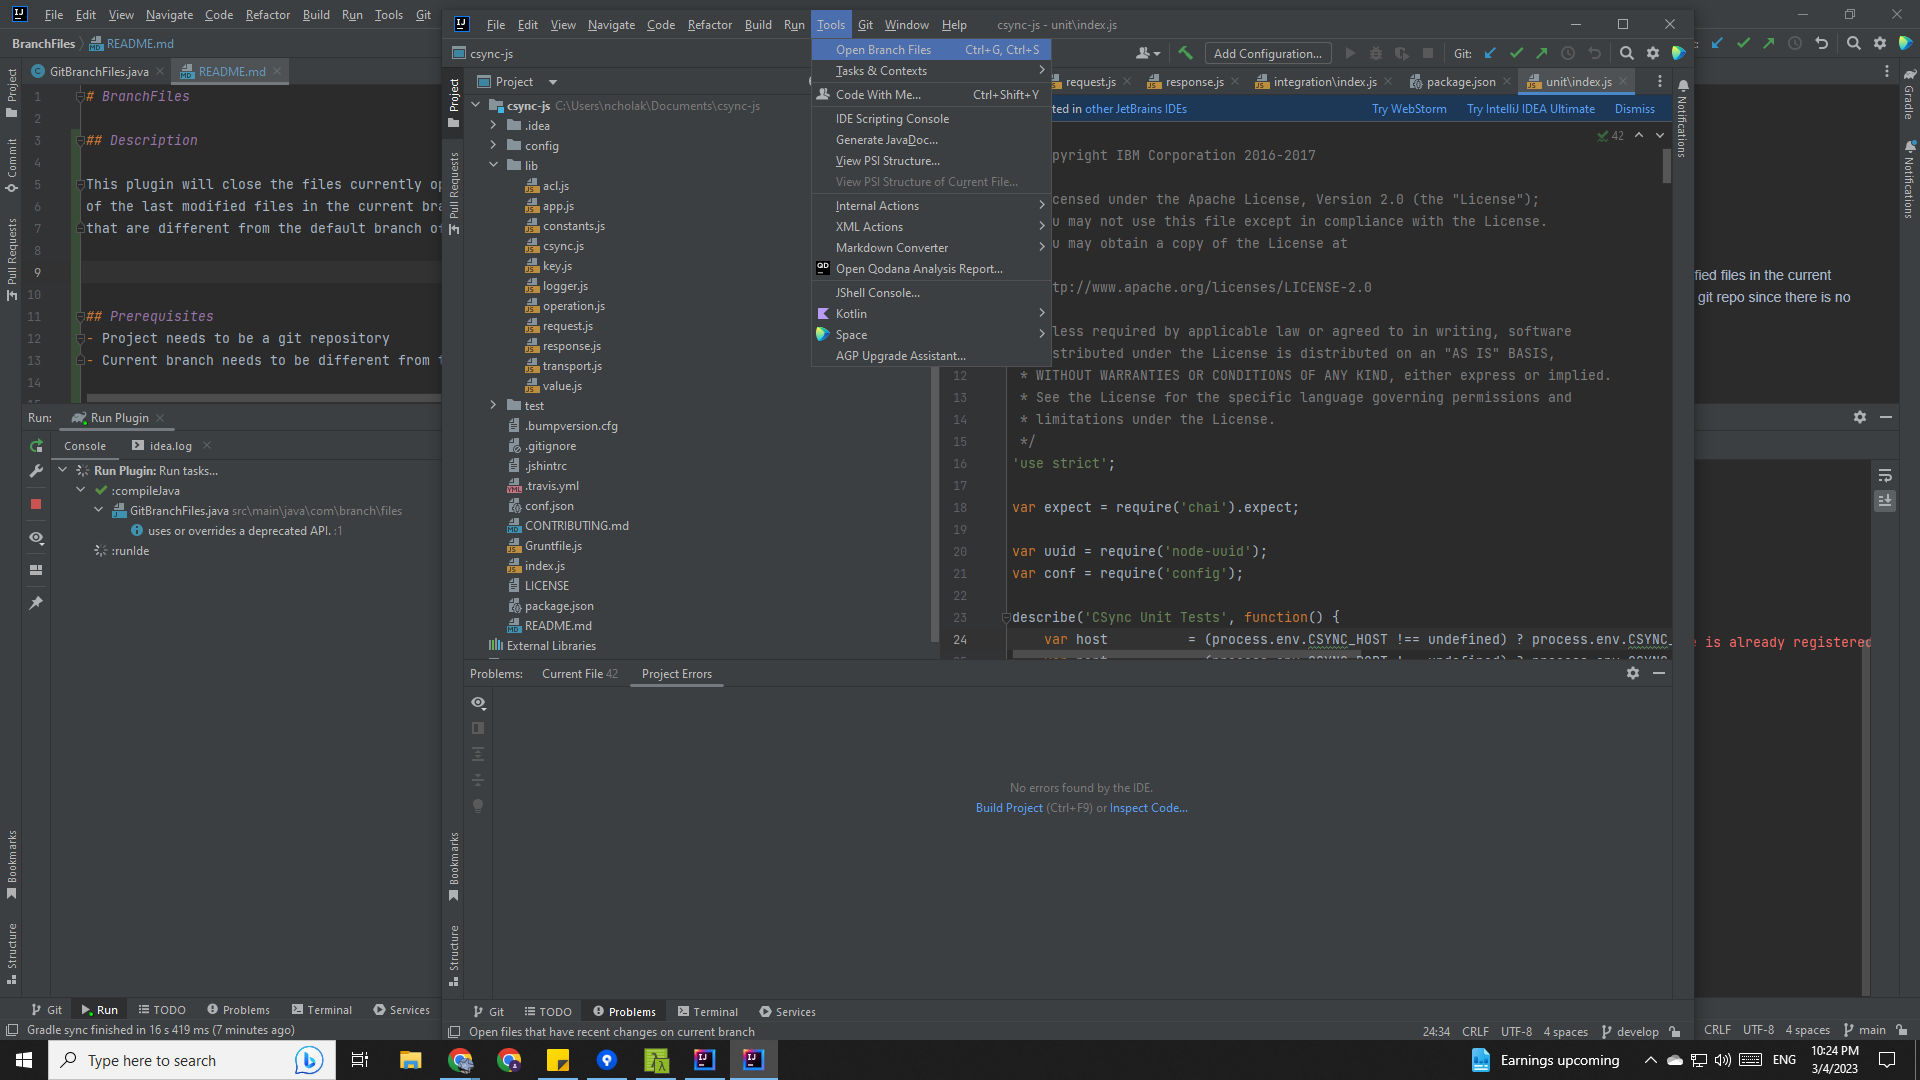 File Edit View Navigate Code Refactor Build Run Tools Git
BranchFiles README.md
GitBranchFiles.java README.md
1 # BranchFiles
2
3 ## Description
4
5 This plugin will close the files currently op
6 of the last modified files in the current bra
7 that are different from the default branch of
8
9
10
11 ## Prerequisites
12 - Project needs to be a git repository
13 - Current branch needs to be different from t
14
Project
Commit
Pull Requests
Bookmarks
Structure
Run: Run Plugin
Console idea.log
Run Plugin: Run tasks...
:compileJava
GitBranchFiles.java src\main\java\com\branch\files
uses or overrides a deprecated API. :1
:runIde
Git Run TODO Problems Terminal Services
Gradle sync finished in 16 s 419 ms (7 minutes ago)
File Edit View Navigate Code Refactor Build Run Tools Git Window Help csync-js - unit\index.js
csync-js
Add Configuration... Git:
Project
Pull Requests
Bookmarks
Structure
Project
csync-js C:\Users\ncholak\Documents\csync-js
.idea
config
lib
acl.js
app.js
constants.js
csync.js
key.js
logger.js
operation.js
request.js
response.js
transport.js
value.js
test
.bumpversion.cfg
.gitignore
.jshintrc
.travis.yml
conf.json
CONTRIBUTING.md
Gruntfile.js
index.js
LICENSE
package.json
README.md
External Libraries
Open Branch Files Ctrl+G, Ctrl+S
Tasks & Contexts
Code With Me... Ctrl+Shift+Y
IDE Scripting Console
Generate JavaDoc...
View PSI Structure...
View PSI Structure of Current File...
Internal Actions
XML Actions
Markdown Converter
Open Qodana Analysis Report...
JShell Console...
Kotlin
Space
AGP Upgrade Assistant...
request.js response.js integration\index.js package.json unit\index.js
ted in other JetBrains IDEs Try WebStorm Try IntelliJ IDEA Ultimate Dismiss
42
pyright IBM Corporation 2016-2017
censed under the Apache License, Version 2.0 (the "License");
u may not use this file except in compliance with the License.
u may obtain a copy of the License at
tp://www.apache.org/licenses/LICENSE-2.0
less required by applicable law or agreed to in writing, software
stributed under the License is distributed on an "AS IS" BASIS,
12 * WITHOUT WARRANTIES OR CONDITIONS OF ANY KIND, either express or implied.
13 * See the License for the specific language governing permissions and
14 * limitations under the License.
15 */
16 'use strict';
17
18 var expect = require('chai').expect;
19
20 var uuid = require('node-uuid');
21 var conf = require('config');
22
23 describe('CSync Unit Tests', function() {
24 var host = (process.env.CSYNC_HOST !== undefined) ? process.env.CSYNC_
Notifications
Problems: Current File 42 Project Errors
No errors found by the IDE.
Build Project (Ctrl+F9) or Inspect Code...
Git TODO Problems Terminal Services
Open files that have recent changes on current branch 24:34 CRLF UTF-8 4 spaces develop
Gradle
Notifications
fied files in the current
git repo since there is no
e is already registered
CRLF UTF-8 4 spaces main
Type here to search
Earnings upcoming
ENG
10:24 PM
3/4/2023